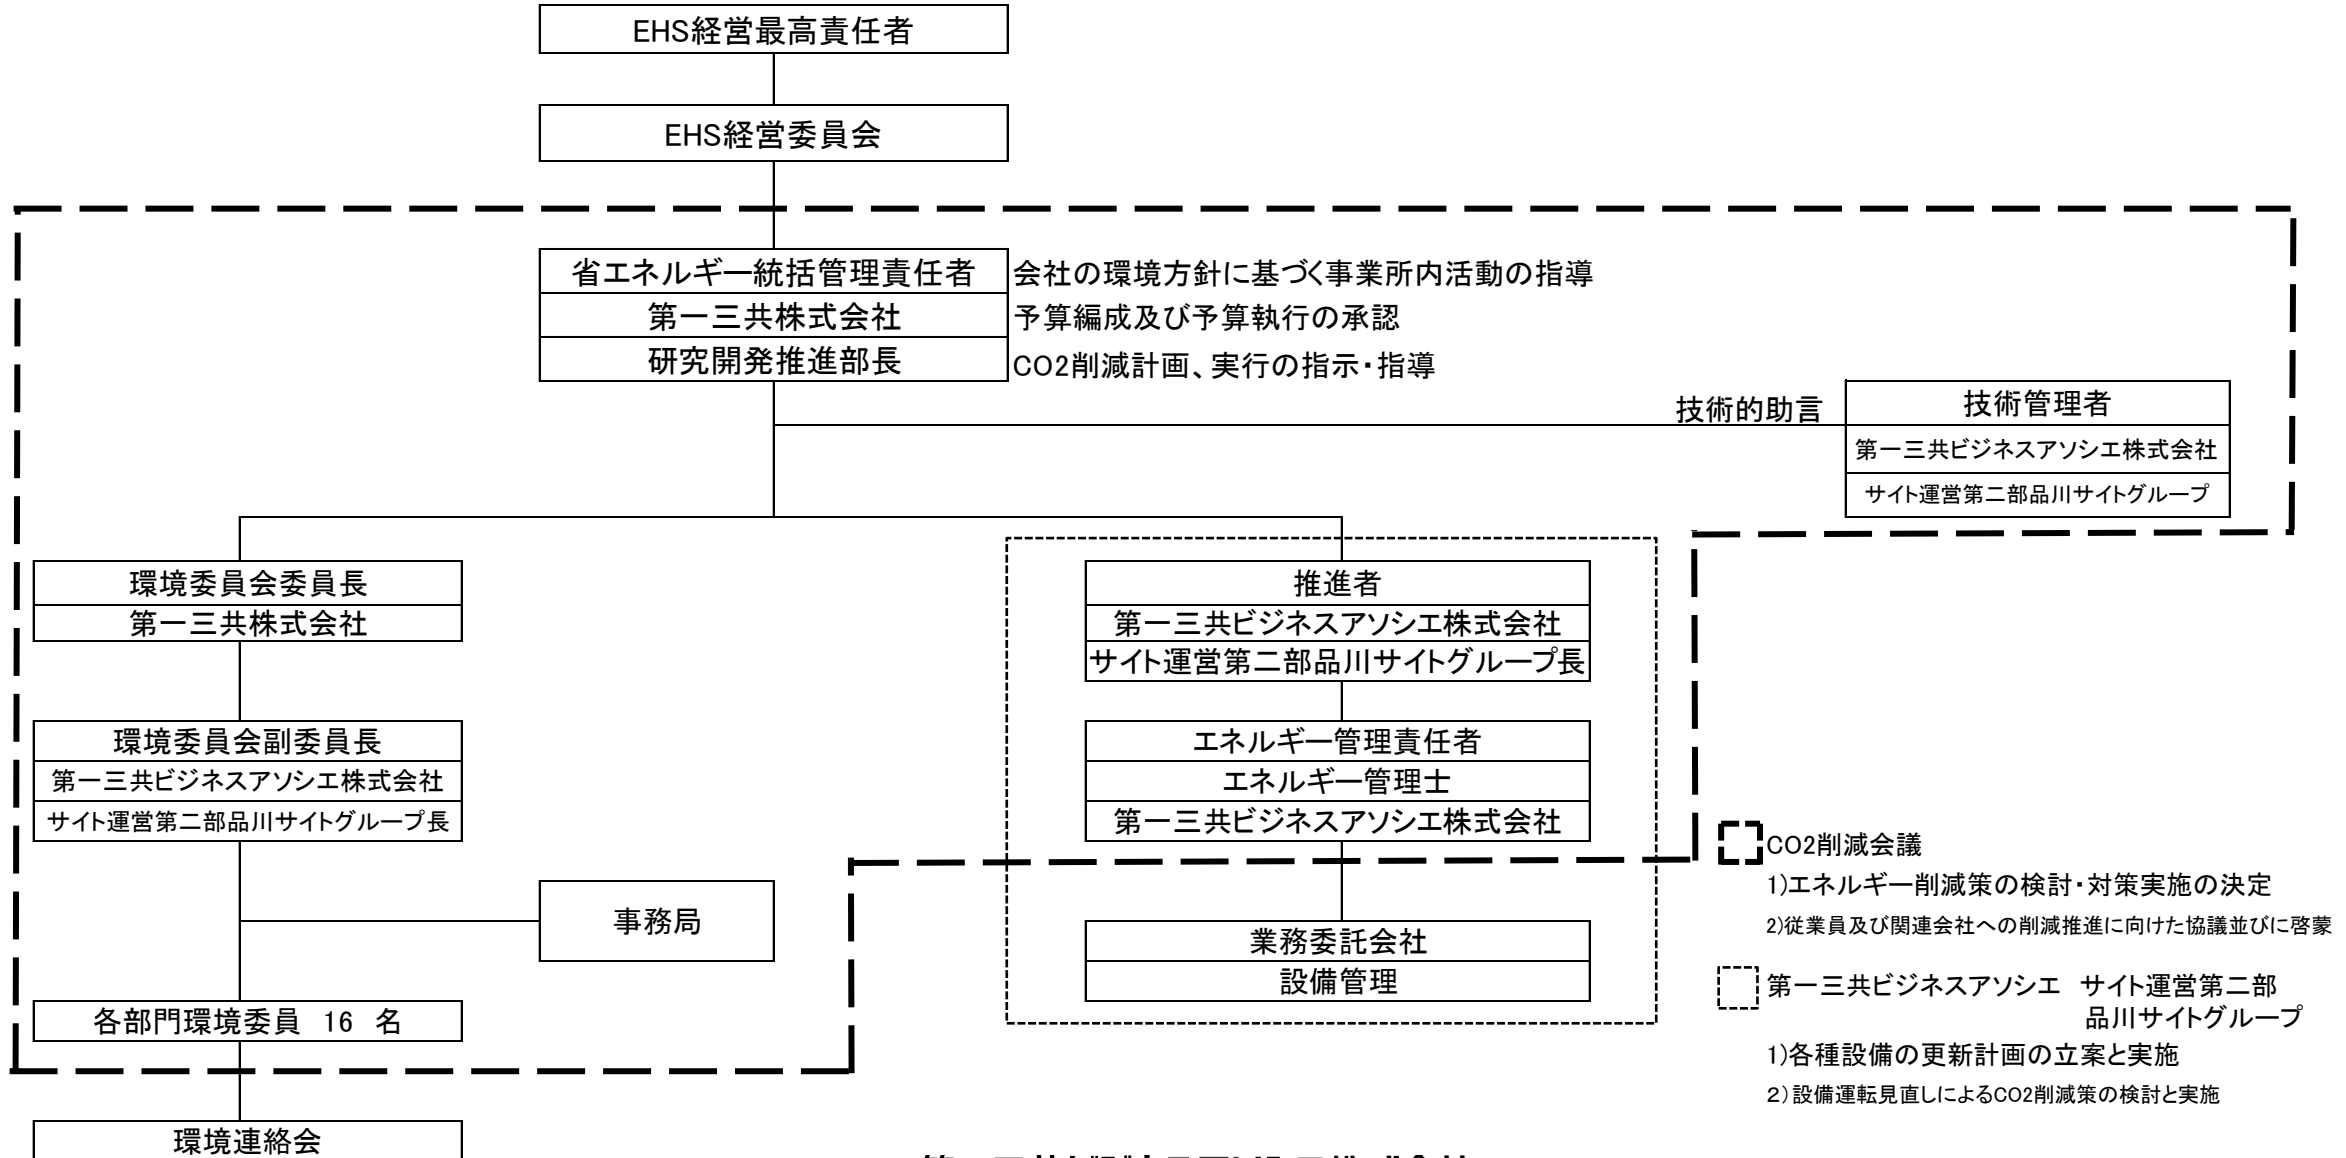 EHS経営最高責任者
EHS経営委員会
省エネルギー統括管理責任者
第一三共株式会社
研究開発推進部長
会社の環境方針に基づく事業所内活動の指導
予算編成及び予算執行の承認
CO2削減計画、実行の指示・指導
技術的助言
技術管理者
第一三共ビジネスアソシエ株式会社
サイト運営第二部品川サイトグループ
環境委員会委員長
第一三共株式会社
環境委員会副委員長
第一三共ビジネスアソシエ株式会社
サイト運営第二部品川サイトグループ長
事務局
各部門環境委員 16 名
環境連絡会
推進者
第一三共ビジネスアソシエ株式会社
サイト運営第二部品川サイトグループ長
エネルギー管理責任者
エネルギー管理士
第一三共ビジネスアソシエ株式会社
業務委託会社
設備管理
CO2削減会議
1)エネルギー削減策の検討・対策実施の決定
2)従業員及び関連会社への削減推進に向けた協議並びに啓蒙
第一三共ビジネスアソシエ サイト運営第二部
品川サイトグループ
1)各種設備の更新計画の立案と実施
2)設備運転見直しによるCO2削減策の検討と実施